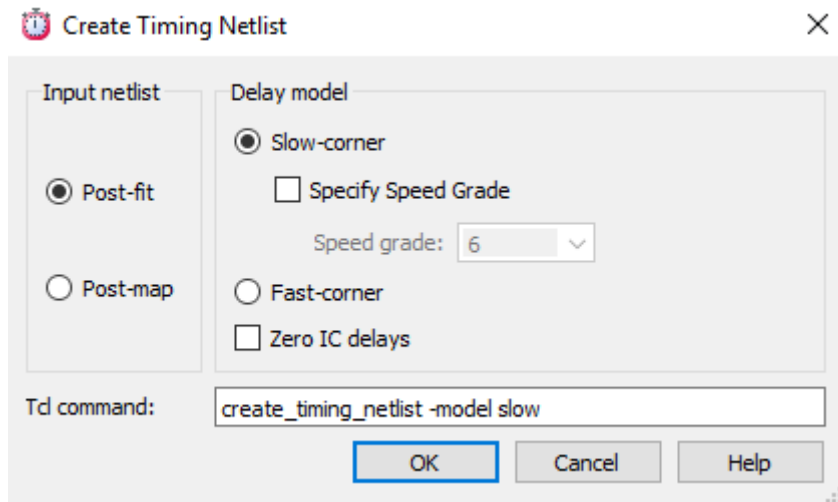 Create Timing Netlist
Input netlist
Post-fit
Post-map
Delay model
Slow-corner
Specify Speed Grade
Speed grade: 6
Fast-corner
Zero IC delays
Tcl command: create_timing_netlist -model slow
OK Cancel Help